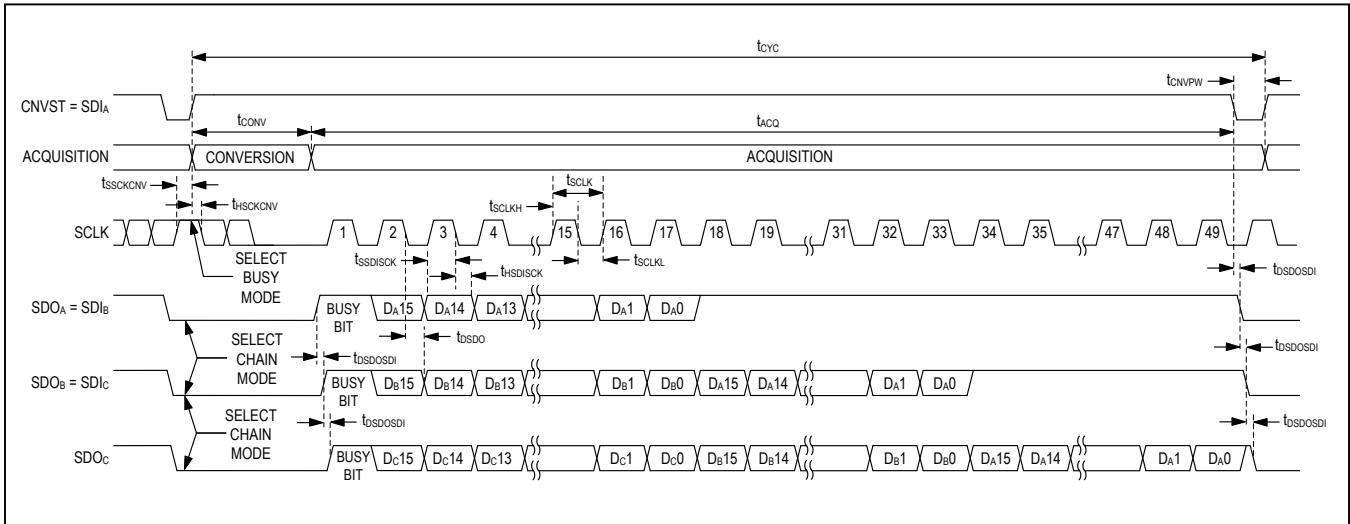 tCYC
tCNVPW
CNVST = SDIA
tCONV
tACQ
ACQUISITION
CONVERSION
ACQUISITION
tSSCKCNV
tHSCKCNV
tSCLK
tSCLKH
SCLK
1 2 3 4 15 16 17 18 19 31 32 33 34 35 47 48 49
tSSDISCK
tHSDISCK
tSCLKL
tDSDOSDI
SELECT
BUSY
MODE
SDOA = SDIB
BUSY
BIT
DA15 DA14 DA13 DA1 DA0
tDSDO
tDSDOSDI
tDSDOSDI
SELECT
CHAIN
MODE
SDOB = SDIC
BUSY
BIT
DB15 DB14 DB13 DB1 DB0 DA15 DA14 DA1 DA0
tDSDOSDI
tDSDOSDI
SELECT
CHAIN
MODE
SDOC
BUSY
BIT
DC15 DC14 DC13 DC1 DC0 DB15 DB14 DB1 DB0 DA15 DA14 DA1 DA0